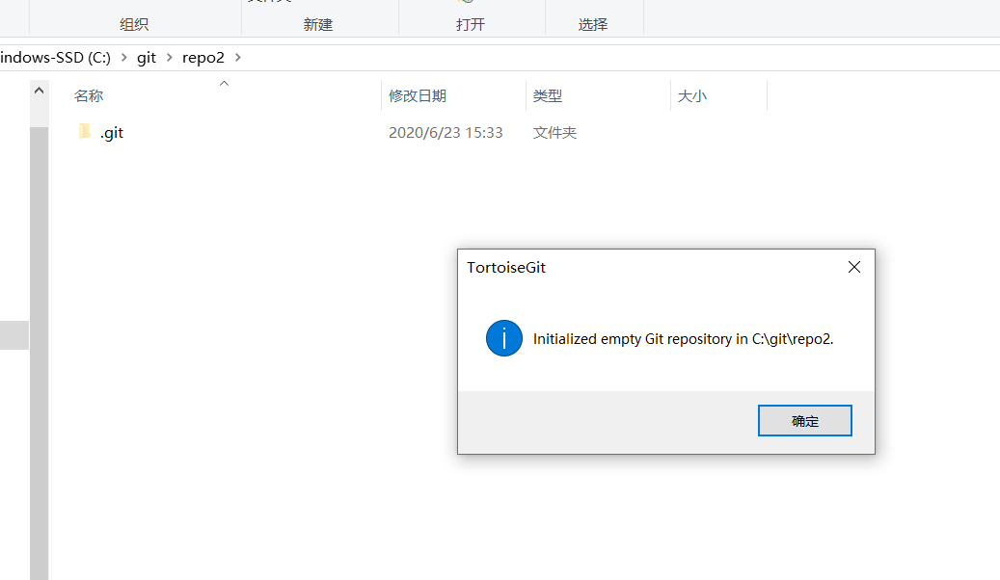 组织 新建 打开 选择
indows-SSD (C:) > git > repo2 >
名称 修改日期 类型 大小
.git 2020/6/23 15:33 文件夹
TortoiseGit
Initialized empty Git repository in C:\git\repo2.
确定